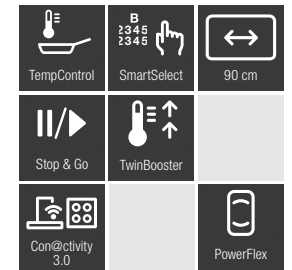 B
2345
2345
TempControl
SmartSelect
90 cm
Stop & Go
TwinBooster
Con@ctivity
3.0
PowerFlex